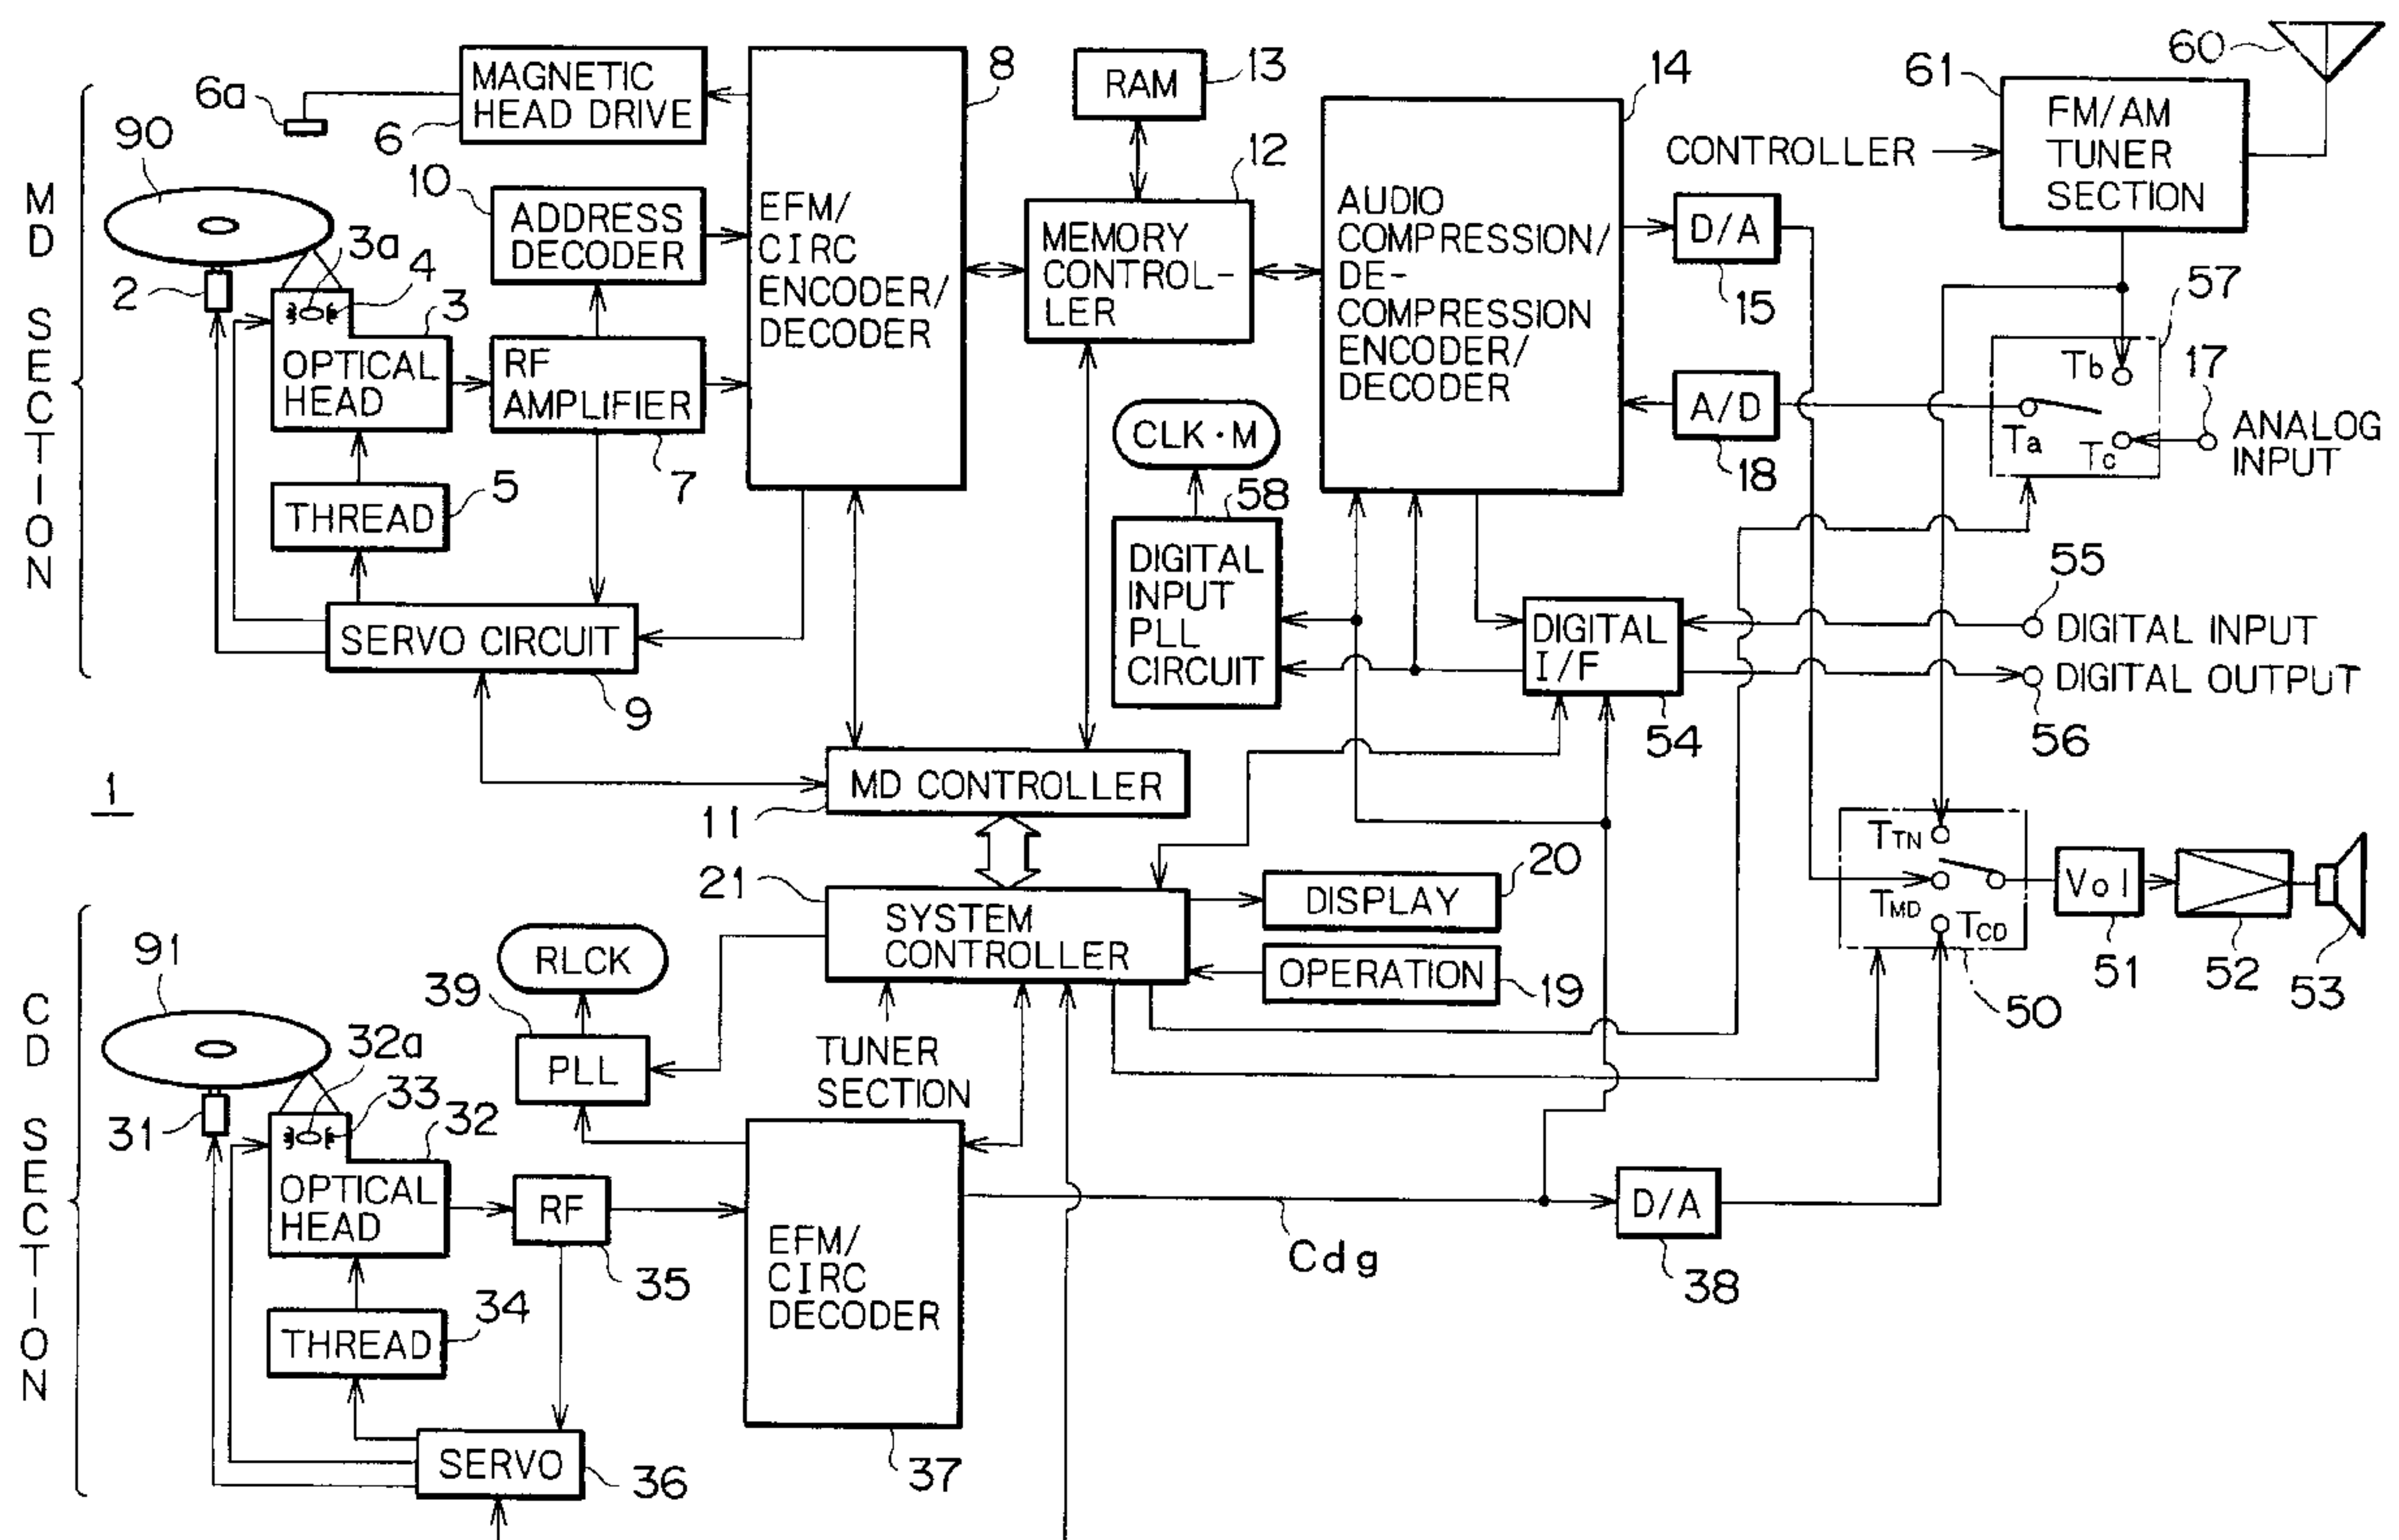 MD SECTION
6a
MAGNETIC
HEAD DRIVE
6
8
90
10
ADDRESS
DECODER
EFM/
CIRC
ENCODER/
DECODER
3a
4
3
2
OPTICAL
HEAD
RF
AMPLIFIER
7
THREAD
5
SERVO CIRCUIT
9
RAM
13
12
MEMORY
CONTROL-
LER
14
AUDIO
COMPRESSION/
DE-
COMPRESSION
ENCODER/
DECODER
CONTROLLER
61
FM/AM
TUNER
SECTION
60
D/A
15
A/D
18
57
Tb
Ta
Tc
17
ANALOG
INPUT
CLK·M
58
DIGITAL
INPUT
PLL
CIRCUIT
DIGITAL
I/F
54
55
DIGITAL INPUT
DIGITAL OUTPUT
56
1
MD CONTROLLER
11
21
SYSTEM
CONTROLLER
20
DISPLAY
OPERATION
19
TTN
TMD
TCD
50
Vol
51
52
53
CD SECTION
91
RLCK
39
PLL
TUNER
SECTION
32a
33
32
31
OPTICAL
HEAD
RF
35
EFM/
CIRC
DECODER
37
Cdg
D/A
38
34
THREAD
SERVO
36